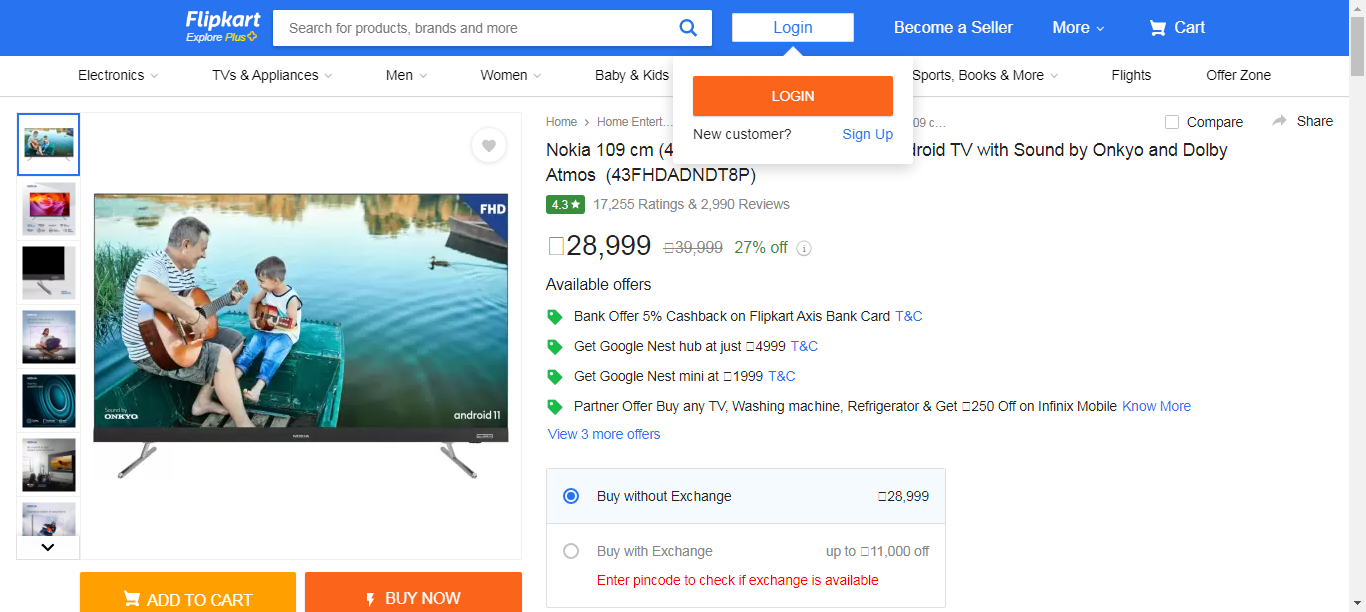 Flipkart
Explore Plus
Search for products, brands and more
Login
Become a Seller
More
Cart
Electronics
TVs & Appliances
Men
Women
Baby & Kids
Sports, Books & More
Flights
Offer Zone
LOGIN
New customer? Sign Up
Home
Home Entert...
09 c...
Compare
Share
Nokia 109 cm (4 droid TV with Sound by Onkyo and Dolby
Atmos (43FHDADNDT8P)
4.3 ★ 17,255 Ratings & 2,990 Reviews
28,999 39,999 27% off
Available offers
Bank Offer 5% Cashback on Flipkart Axis Bank Card T&C
Get Google Nest hub at just 4999 T&C
Get Google Nest mini at 1999 T&C
Partner Offer Buy any TV, Washing machine, Refrigerator & Get 250 Off on Infinix Mobile Know More
View 3 more offers
Buy without Exchange 28,999
Buy with Exchange up to 11,000 off
Enter pincode to check if exchange is available
FHD
Sound by
ONKYO
android 11
NOKIA
ADD TO CART
BUY NOW